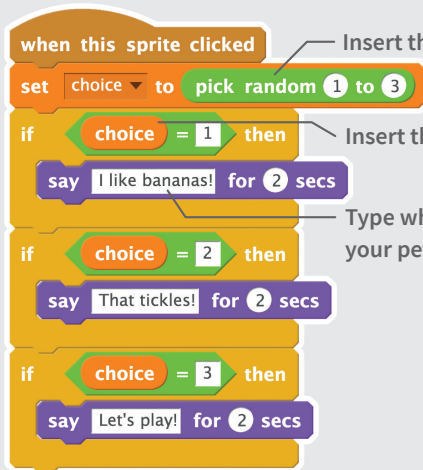 when this sprite clicked
Insert th
set choice to pick random 1 to 3
if choice = 1 then
Insert th
say I like bananas! for 2 secs
Type wh
your pe
if choice = 2 then
say That tickles! for 2 secs
if choice = 3 then
say Let's play! for 2 secs